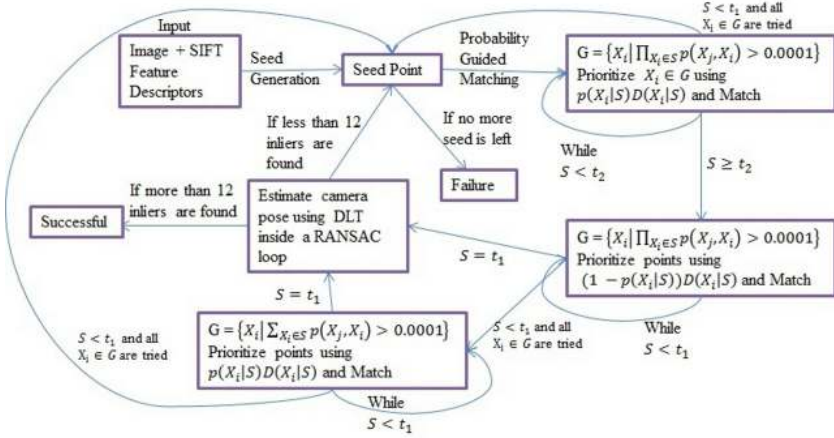 Input
Image + SIFT
Feature
Descriptors
Seed
Generation
Seed Point
Probability
Guided
Matching
S < t₁ and all
Xᵢ ∈ G are tried
G = {Xᵢ| ∏_{Xᵢ∈S} p(Xⱼ, Xᵢ) > 0.0001}
Prioritize Xᵢ ∈ G using
p(Xᵢ|S)D(Xᵢ|S) and Match
While
S < t₂
S ≥ t₂
If less than 12
inliers are
found
If no more
seed is left
Failure
If more than 12
inliers are found
Successful
Estimate camera
pose using DLT
inside a RANSAC
loop
S = t₁
G = {Xᵢ| ∏_{Xᵢ∈S} p(Xⱼ, Xᵢ) > 0.0001}
Prioritize points using
(1 − p(Xᵢ|S))D(Xᵢ|S) and Match
While
S < t₁
S < t₁ and all
Xᵢ ∈ G are tried
S = t₁
G = {Xᵢ| ∑_{Xᵢ∈S} p(Xⱼ, Xᵢ) > 0.0001}
Prioritize points using
p(Xᵢ|S)D(Xᵢ|S) and Match
While
S < t₁
S < t₁ and all
Xᵢ ∈ G are tried